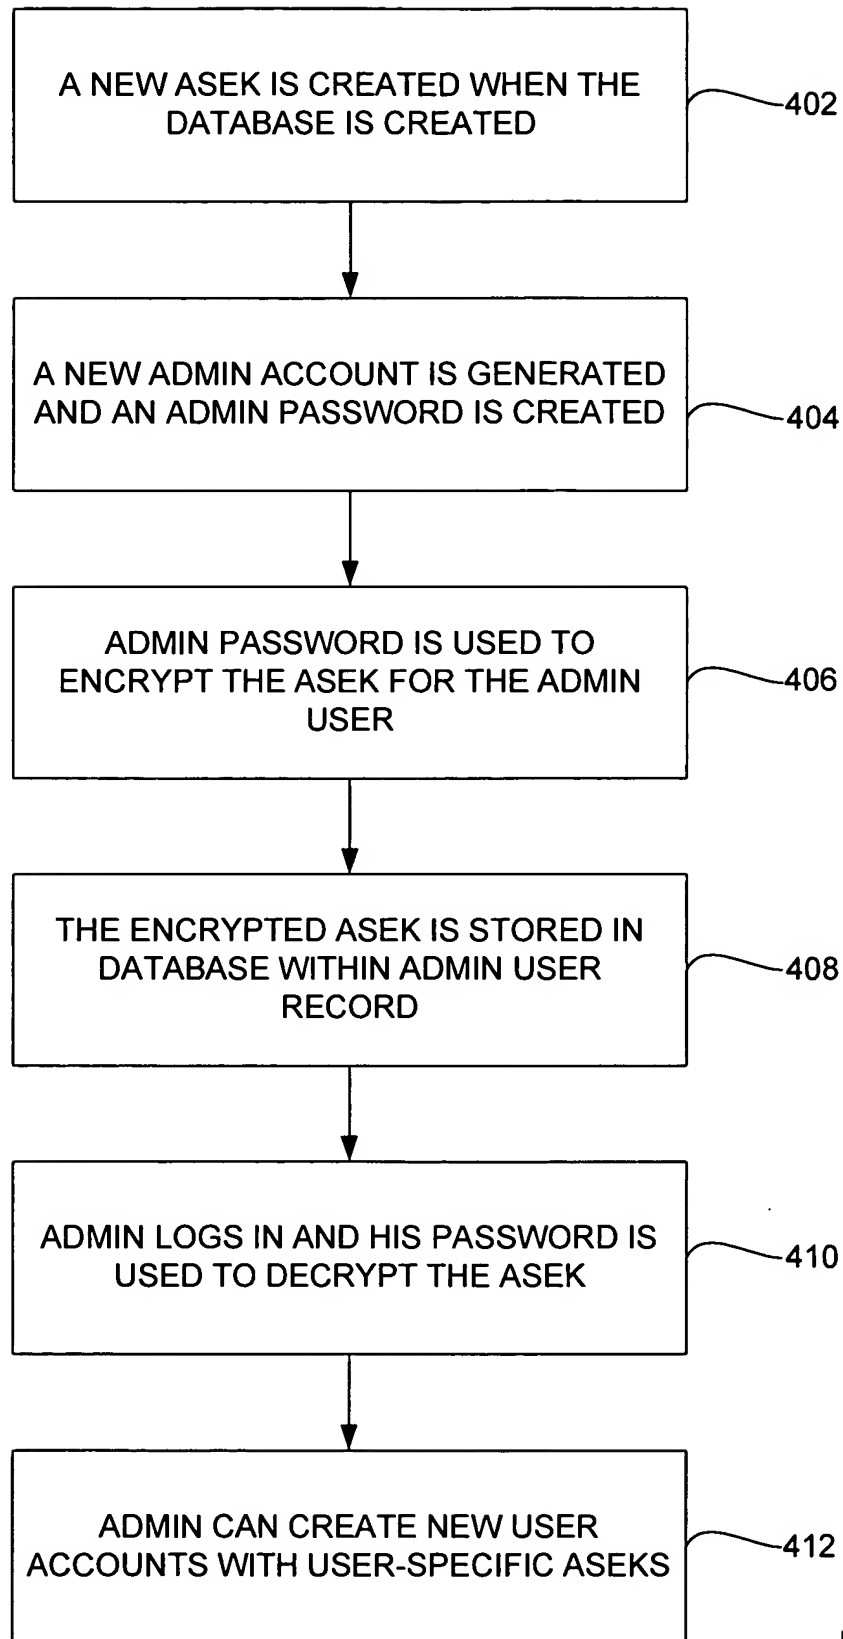 A NEW ASEK IS CREATED WHEN THE
DATABASE IS CREATED
402
A NEW ADMIN ACCOUNT IS GENERATED
AND AN ADMIN PASSWORD IS CREATED
404
ADMIN PASSWORD IS USED TO
ENCRYPT THE ASEK FOR THE ADMIN
USER
406
THE ENCRYPTED ASEK IS STORED IN
DATABASE WITHIN ADMIN USER
RECORD
408
ADMIN LOGS IN AND HIS PASSWORD IS
USED TO DECRYPT THE ASEK
410
ADMIN CAN CREATE NEW USER
ACCOUNTS WITH USER-SPECIFIC ASEKS
412